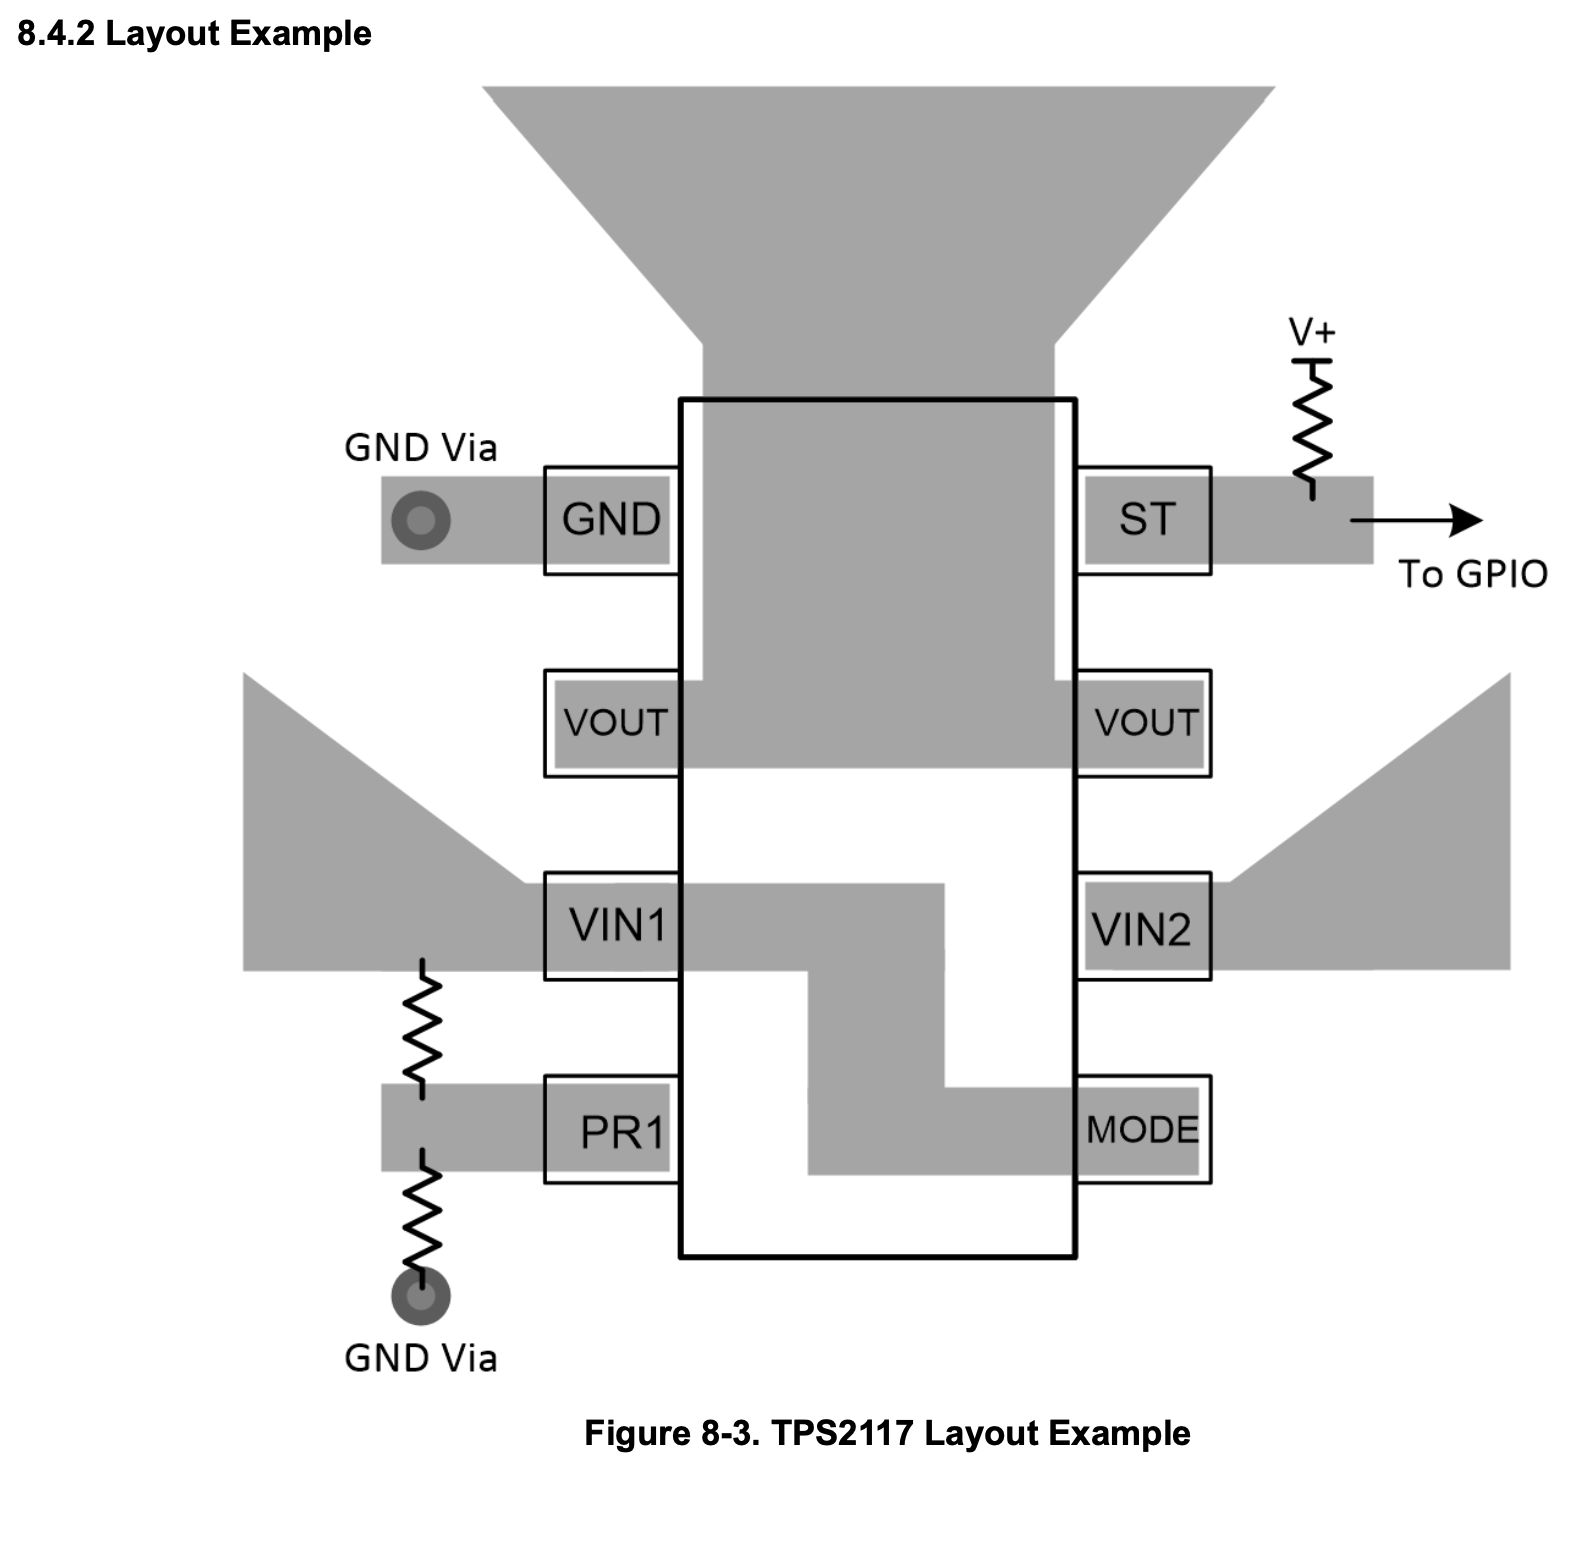 8.4.2 Layout Example
V+
GND Via
GND
ST
To GPIO
VOUT
VOUT
VIN1
VIN2
PR1
MODE
GND Via
Figure 8-3. TPS2117 Layout Example